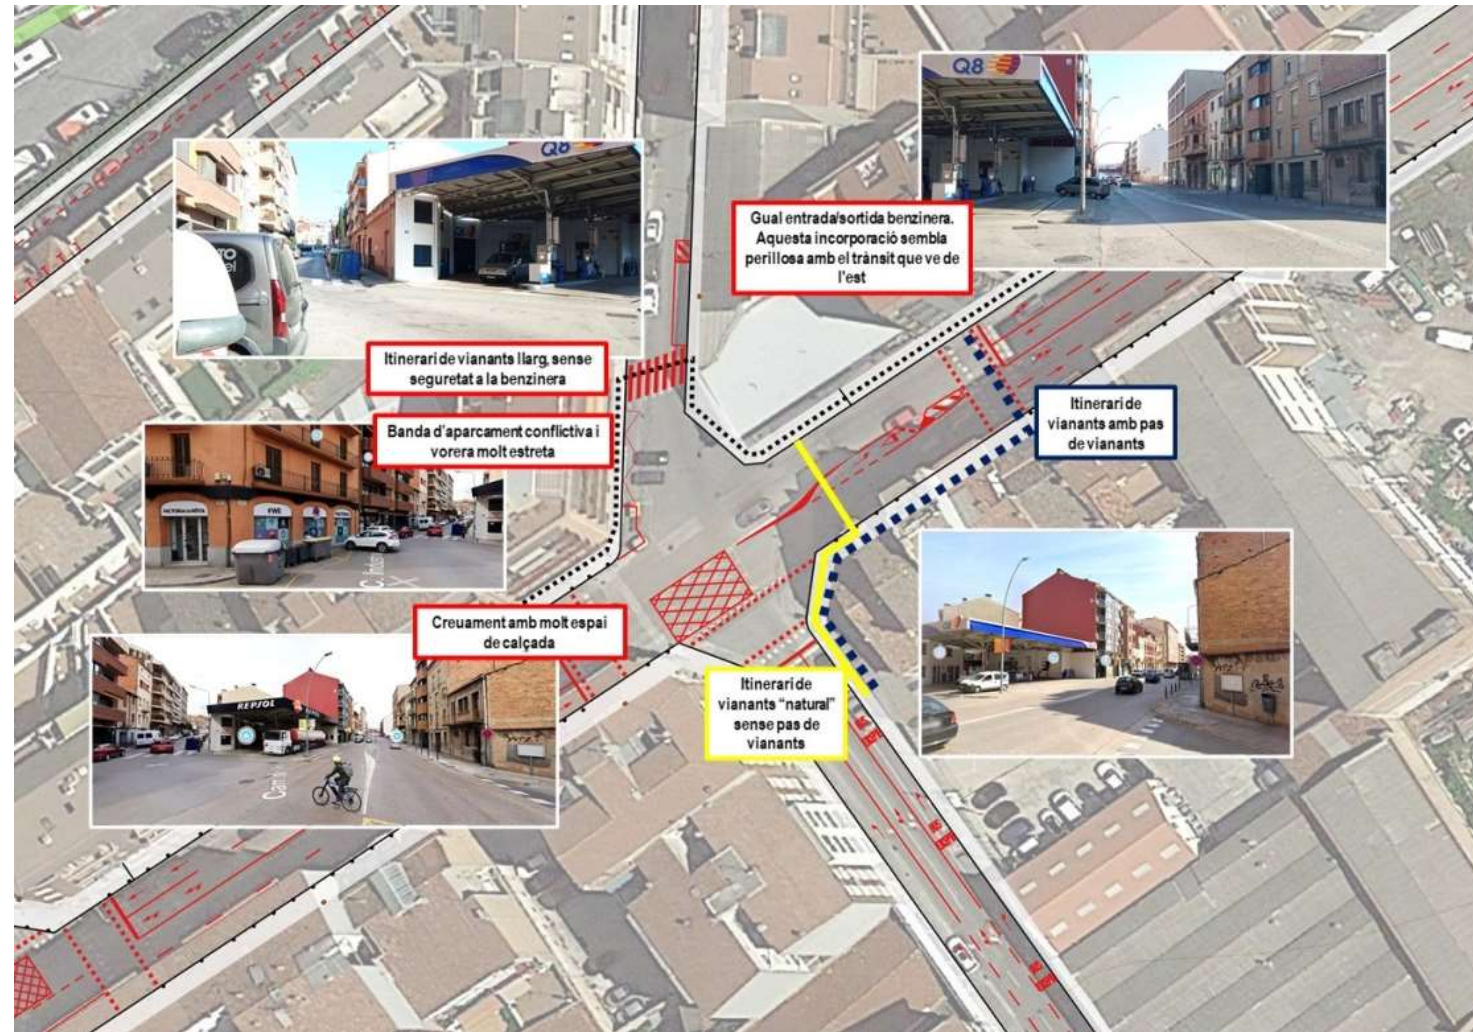 Q8
Q8
Gual entrada/sortida benzinera.
Aquesta incorporació sembla
perillosa amb el trànsit que ve de
l'est
Itinerari de vianants llarg, sense
seguretat a la benzinera
Banda d'aparcament conflictiva i
vorera molt estreta
Itinerari de
vianants amb pas
de vianants
FWE
Creuament amb molt espai
de calçada
Itinerari de
vianants "natural"
sense pas de
vianants
REPSOL